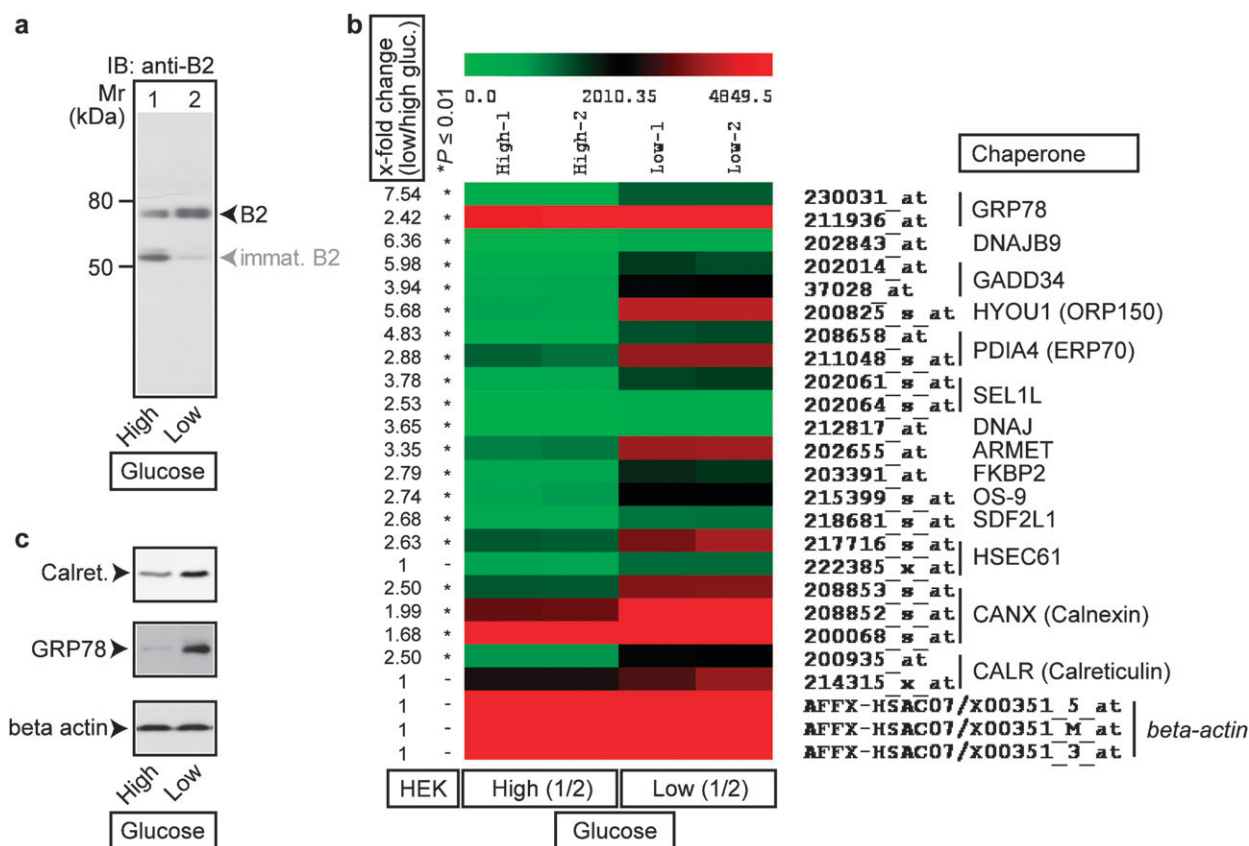 a
IB: anti-B2
Mr
(kDa)
1 2
80
50
B2
immat. B2
High Low
Glucose
b
x-fold change
(low/high gluc.)
*P ≤ 0.01
0.0 2010.35 4849.5
High-1 High-2 Low-1 Low-2
Chaperone
7.54 * 230031_at
GRP78
2.42 * 211936_at
6.36 * 202843_at DNAJB9
5.98 * 202014_at
GADD34
3.94 * 37028_at
5.68 * 200825_s_at HYOU1 (ORP150)
4.83 * 208658_at
PDIA4 (ERP70)
2.88 * 211048_s_at
3.78 * 202061_s_at
SEL1L
2.53 * 202064_s_at
3.65 * 212817_at DNAJ
3.35 * 202655_at ARMET
2.79 * 203391_at FKBP2
2.74 * 215399_s_at OS-9
2.68 * 218681_s_at SDF2L1
2.63 * 217716_s_at
HSEC61
1 - 222385_x_at
2.50 * 208853_s_at
1.99 * 208852_s_at CANX (Calnexin)
1.68 * 200068_s_at
2.50 * 200935_at
CALR (Calreticulin)
1 - 214315_x_at
1 - AFFX-HSAC07/X00351_5_at
1 - AFFX-HSAC07/X00351_M_at beta-actin
1 - AFFX-HSAC07/X00351_3_at
HEK High (1/2) Low (1/2)
Glucose
c
Calret.
GRP78
beta actin
High Low
Glucose